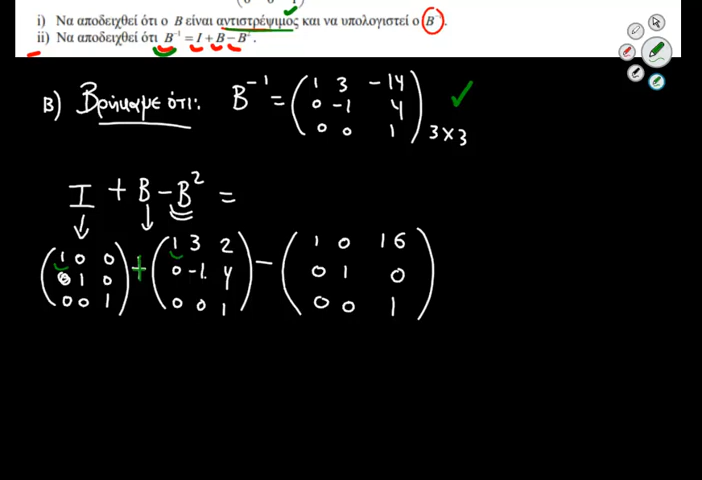 i) Να αποδειχθεί ότι ο B είναι αντιστρέψιμος και να υπολογιστεί ο B⁻¹.
ii) Να αποδειχθεί ότι B⁻¹ = I + B − B².
B) Βρήκαμε ότι: B⁻¹ =
1 3 -14
0 -1 4
0 0 1
3×3
I + B - B² =
1 0 0
0 1 0
0 0 1
+
1 3 2
0 -1 4
0 0 1
-
1 0 16
0 1 0
0 0 1